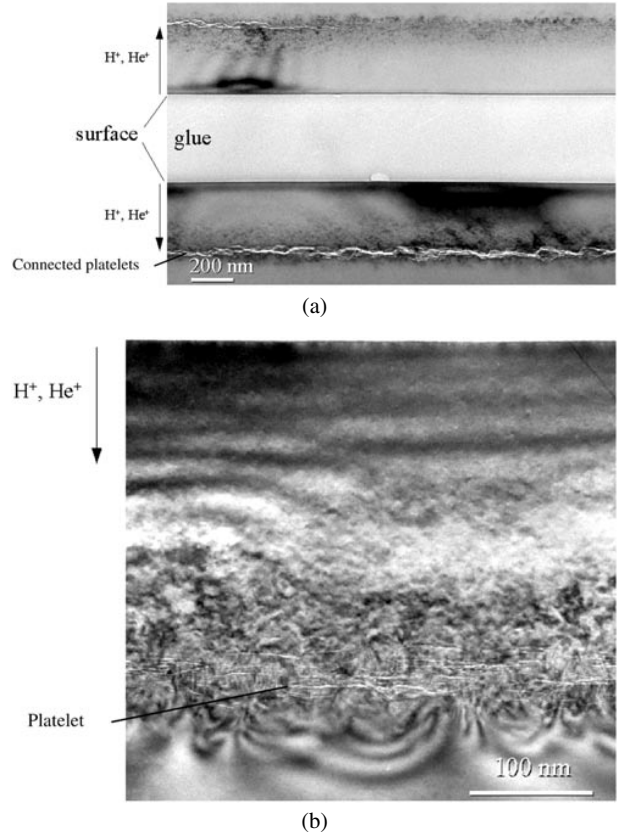 H⁺, He⁺
surface
glue
H⁺, He⁺
Connected platelets
200 nm
(a)
H⁺, He⁺
Platelet
100 nm
(b)